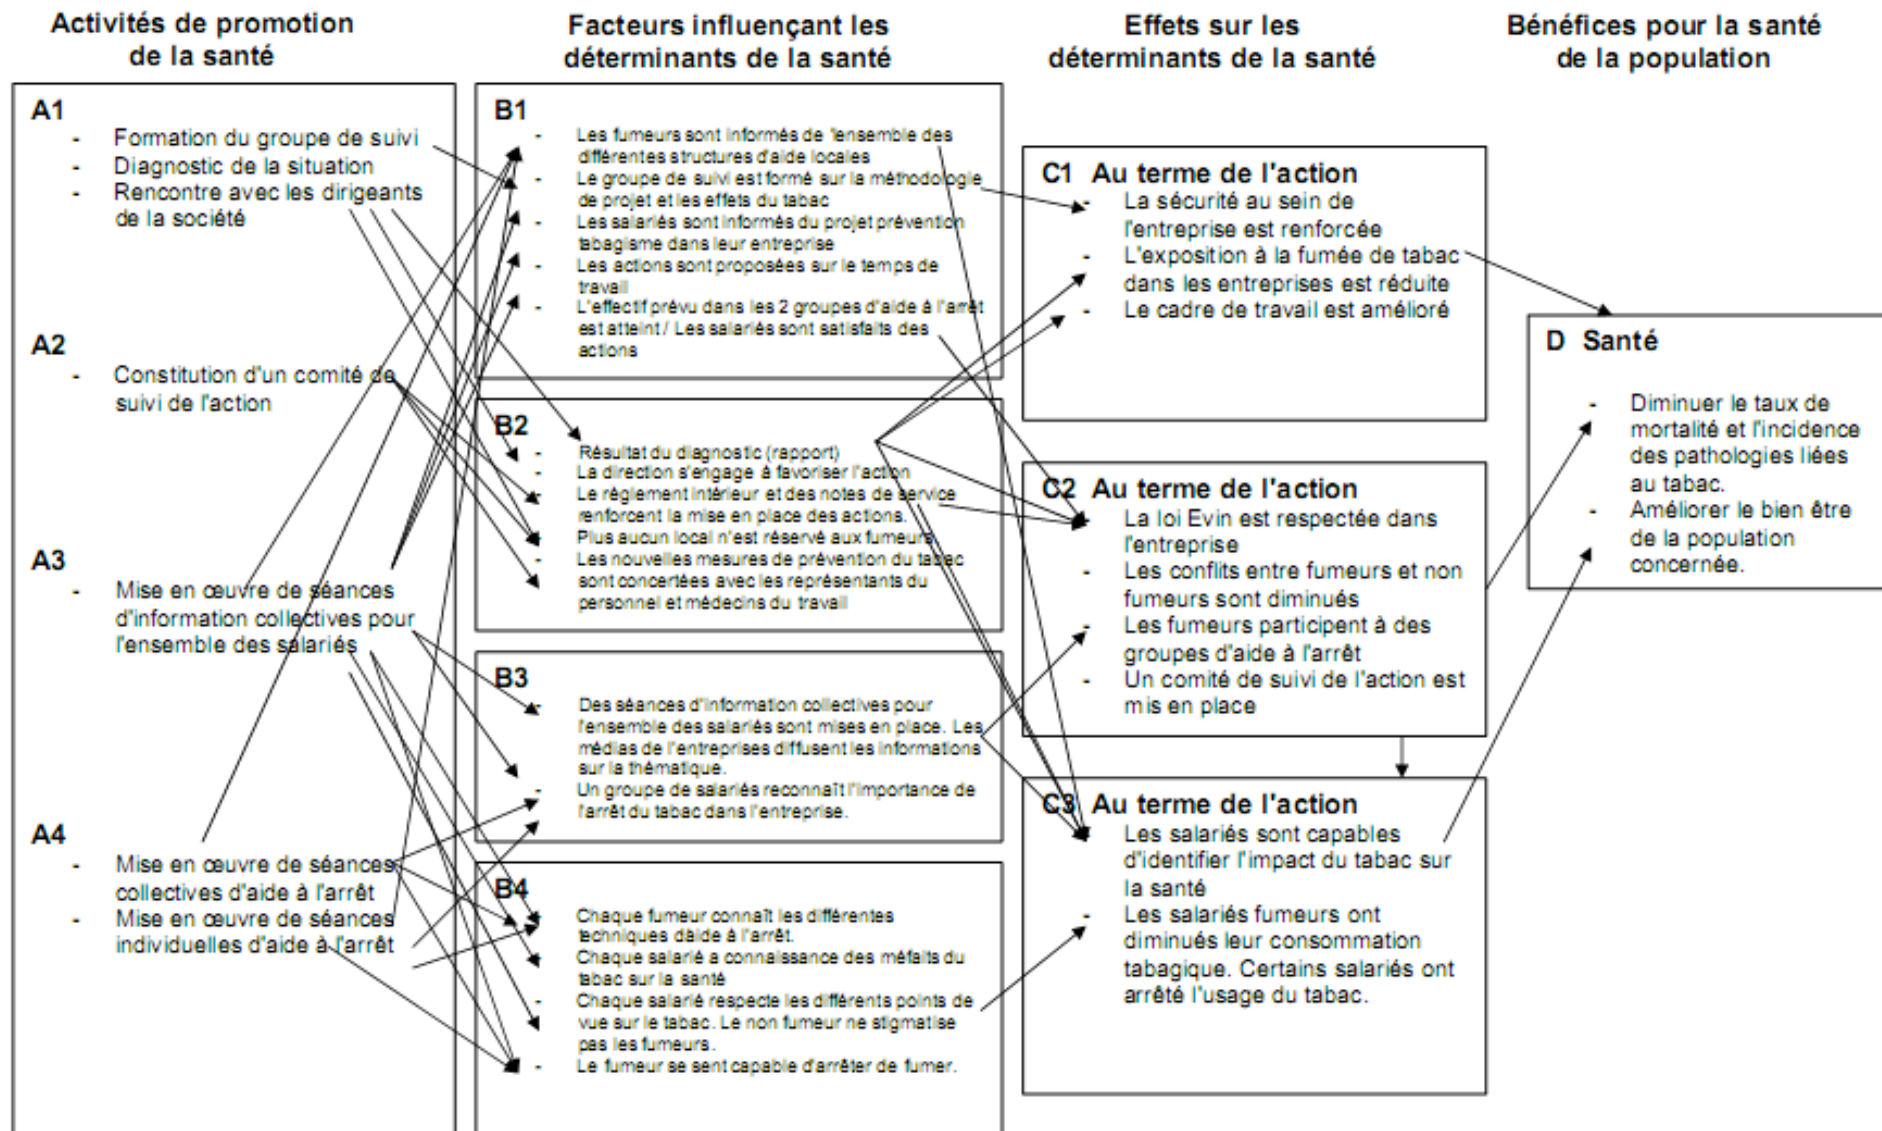 Activités de promotion
de la santé
Facteurs influençant les
déterminants de la santé
Effets sur les
déterminants de la santé
Bénéfices pour la santé
de la population
A1
- Formation du groupe de suivi
- Diagnostic de la situation
- Rencontre avec les dirigeants
de la société
A2
- Constitution d'un comité de
suivi de l'action
A3
- Mise en œuvre de séances
d'information collectives pour
l'ensemble des salariés
A4
- Mise en œuvre de séances
collectives d'aide à l'arrêt
- Mise en œuvre de séances
individuelles d'aide à l'arrêt
B1
- Les fumeurs sont informés de 'lensemble des
différentes structures d'aide locales
- Le groupe de suivi est formé sur la méthodologie
de projet et les effets du tabac
- Les salariés sont informés du projet prévention
tabagisme dans leur entreprise
- Les actions sont proposées sur le temps de
travail
- L'effectif prévu dans les 2 groupes d'aide à l'arrêt
est atteint / Les salariés sont satisfaits des
actions
B2
- Résultat du diagnostic (rapport)
- La direction s'engage à favoriser l'action
- Le règlement intérieur et des notes de service
renforcent la mise en place des actions.
- Plus aucun local n'est réservé aux fumeurs
- Les nouvelles mesures de prévention du tabac
sont concertées avec les représentants du
personnel et médecins du travail
B3
- Des séances d'information collectives pour
l'ensemble des salariés sont mises en place. Les
médias de l'entreprises diffusent les informations
sur la thématique.
- Un groupe de salariés reconnaît l'importance de
l'arrêt du tabac dans l'entreprise.
B4
- Chaque fumeur connaît les différentes
techniques dàide à l'arrêt.
- Chaque salarié a connaissance des méfaits du
tabac sur la santé
- Chaque salarié respecte les différents points de
vue sur le tabac. Le non fumeur ne stigmatise
pas les fumeurs.
- Le fumeur se sent capable d'arrêter de fumer.
C1 Au terme de l'action
- La sécurité au sein de
l'entreprise est renforcée
- L'exposition à la fumée de tabac
dans les entreprises est réduite
- Le cadre de travail est amélioré
C2 Au terme de l'action
- La loi Evin est respectée dans
l'entreprise
- Les conflits entre fumeurs et non
fumeurs sont diminués
- Les fumeurs participent à des
groupes d'aide à l'arrêt
- Un comité de suivi de l'action est
mis en place
C3 Au terme de l'action
- Les salariés sont capables
d'identifier l'impact du tabac sur
la santé
- Les salariés fumeurs ont
diminués leur consommation
tabagique. Certains salariés ont
arrêté l'usage du tabac.
D Santé
- Diminuer le taux de
mortalité et l'incidence
des pathologies liées
au tabac.
- Améliorer le bien être
de la population
concernée.